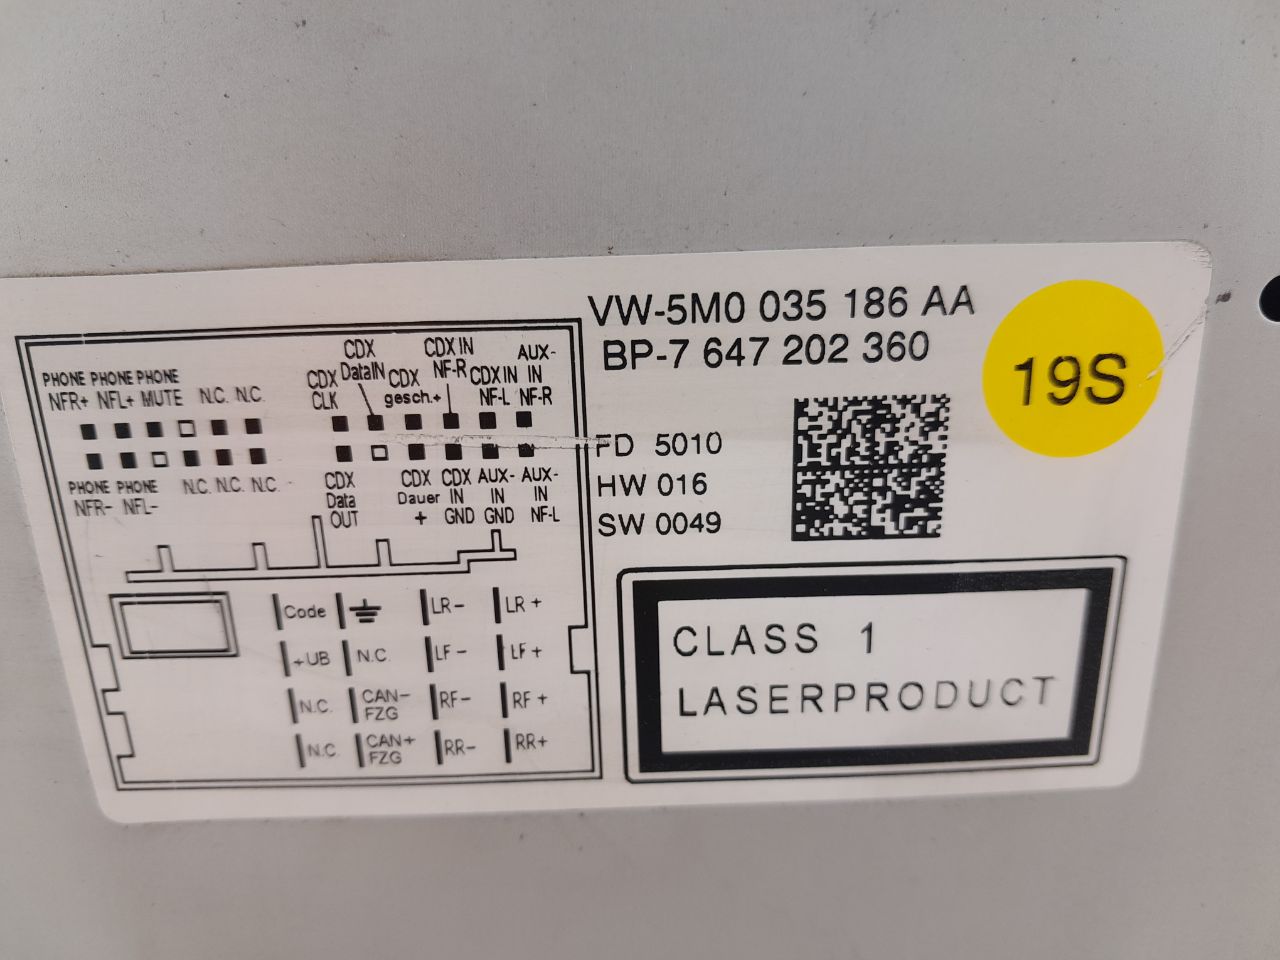 VW-5M0 035 186 AA
BP-7 647 202 360
19S
FD 5010
HW 016
SW 0049
CLASS 1
LASERPRODUCT
PHONE PHONE PHONE
NFR+ NFL+ MUTE N.C. N.C.
PHONE PHONE
NFR- NFL-
N.C. N.C. N.C.
CDX
CLK
CDX
DataIN
CDX
gesch.+
CDX IN
NF-R
CDX IN
NF-L
AUX-
IN
NF-R
CDX
Data
OUT
CDX
Dauer
+
CDX
IN
GND
AUX-
IN
GND
AUX-
IN
NF-L
Code LR- LR+
+UB N.C. LF- LF+
N.C. CAN-
FZG RF- RF+
N.C. CAN+
FZG RR- RR+